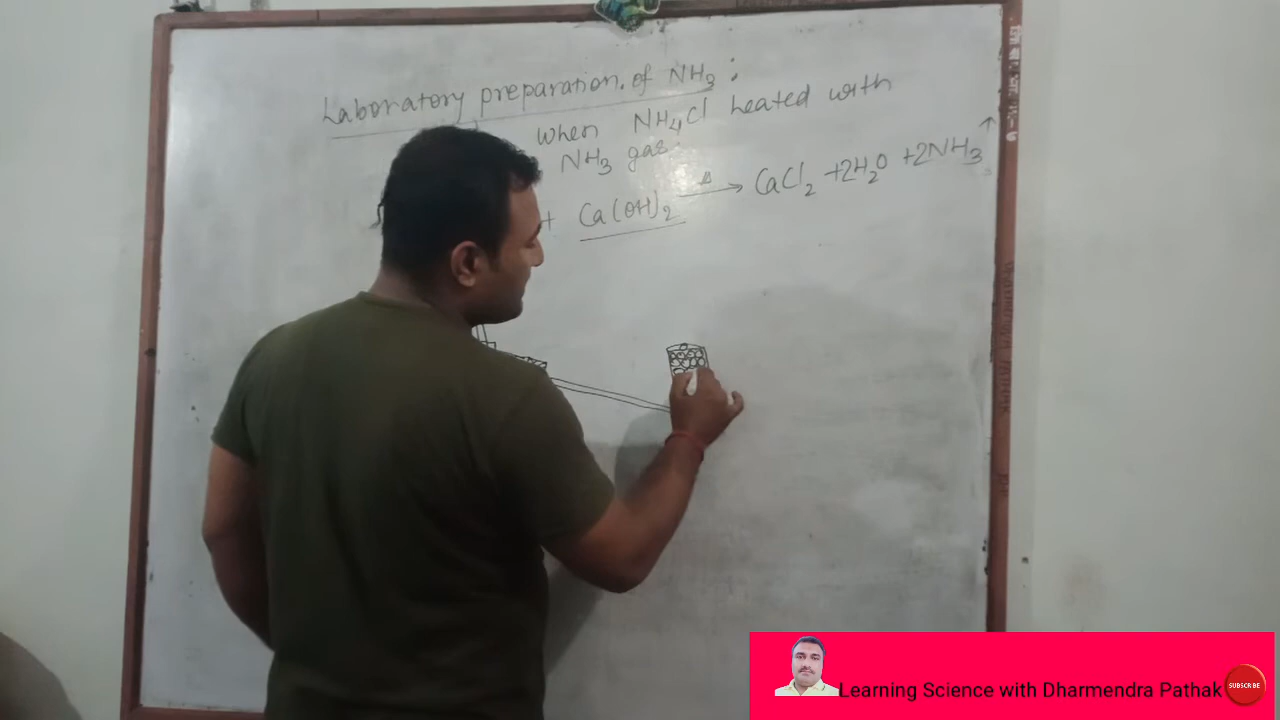 Laboratory preparation. of NH3 :
When NH4Cl heated with
NH3 gas.
+ Ca(OH)2 Δ→ CaCl2 +2H2O +2NH3 ↑
Learning Science with Dharmendra Pathak
SUBSCRIBE